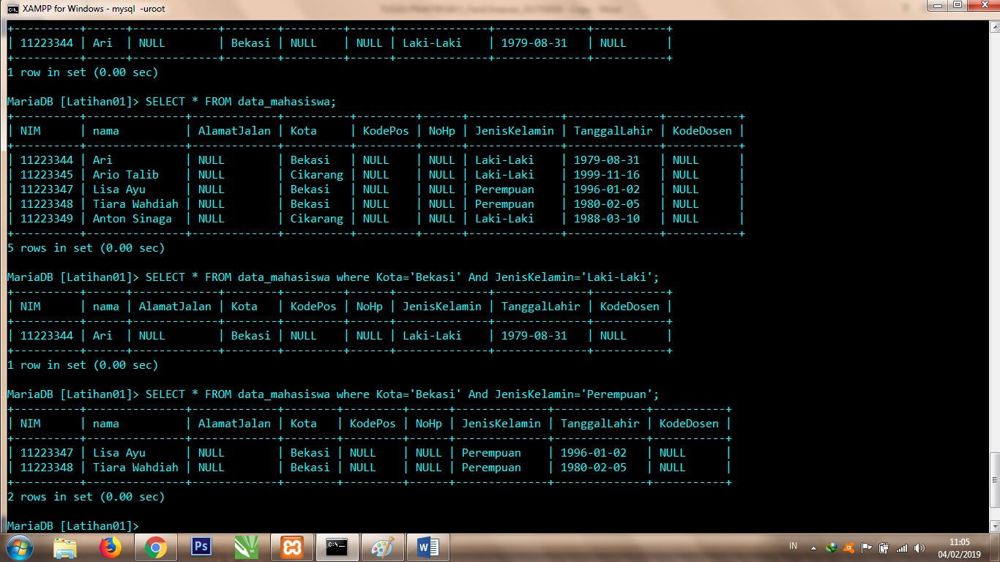 XAMPP for Windows - mysql -uroot
+----------+------+-------------+--------+---------+------+--------------+--------------+-----------+
| 11223344 | Ari  | NULL        | Bekasi | NULL    | NULL | Laki-Laki    | 1979-08-31   | NULL      |
+----------+------+-------------+--------+---------+------+--------------+--------------+-----------+
1 row in set (0.00 sec)
MariaDB [Latihan01]> SELECT * FROM data_mahasiswa;
+----------+---------------+-------------+----------+---------+------+--------------+--------------+-----------+
| NIM      | nama          | AlamatJalan | Kota     | KodePos | NoHp | JenisKelamin | TanggalLahir | KodeDosen |
+----------+---------------+-------------+----------+---------+------+--------------+--------------+-----------+
| 11223344 | Ari           | NULL        | Bekasi   | NULL    | NULL | Laki-Laki    | 1979-08-31   | NULL      |
| 11223345 | Ario Talib    | NULL        | Cikarang | NULL    | NULL | Laki-Laki    | 1999-11-16   | NULL      |
| 11223347 | Lisa Ayu      | NULL        | Bekasi   | NULL    | NULL | Perempuan    | 1996-01-02   | NULL      |
| 11223348 | Tiara Wahdiah | NULL        | Bekasi   | NULL    | NULL | Perempuan    | 1980-02-05   | NULL      |
| 11223349 | Anton Sinaga  | NULL        | Cikarang | NULL    | NULL | Laki-Laki    | 1988-03-10   | NULL      |
+----------+---------------+-------------+----------+---------+------+--------------+--------------+-----------+
5 rows in set (0.00 sec)
MariaDB [Latihan01]> SELECT * FROM data_mahasiswa where Kota='Bekasi' And JenisKelamin='Laki-Laki';
+----------+------+-------------+--------+---------+------+--------------+--------------+-----------+
| NIM      | nama | AlamatJalan | Kota   | KodePos | NoHp | JenisKelamin | TanggalLahir | KodeDosen |
+----------+------+-------------+--------+---------+------+--------------+--------------+-----------+
| 11223344 | Ari  | NULL        | Bekasi | NULL    | NULL | Laki-Laki    | 1979-08-31   | NULL      |
+----------+------+-------------+--------+---------+------+--------------+--------------+-----------+
1 row in set (0.00 sec)
MariaDB [Latihan01]> SELECT * FROM data_mahasiswa where Kota='Bekasi' And JenisKelamin='Perempuan';
+----------+---------------+-------------+--------+---------+------+--------------+--------------+-----------+
| NIM      | nama          | AlamatJalan | Kota   | KodePos | NoHp | JenisKelamin | TanggalLahir | KodeDosen |
+----------+---------------+-------------+--------+---------+------+--------------+--------------+-----------+
| 11223347 | Lisa Ayu      | NULL        | Bekasi | NULL    | NULL | Perempuan    | 1996-01-02   | NULL      |
| 11223348 | Tiara Wahdiah | NULL        | Bekasi | NULL    | NULL | Perempuan    | 1980-02-05   | NULL      |
+----------+---------------+-------------+--------+---------+------+--------------+--------------+-----------+
2 rows in set (0.00 sec)
MariaDB [Latihan01]>
Ps
IN
11:05
04/02/2019